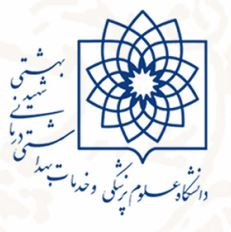 دانشگاه علوم پزشکی و خدمات بهداشتی درمانی
شهید بهشتی